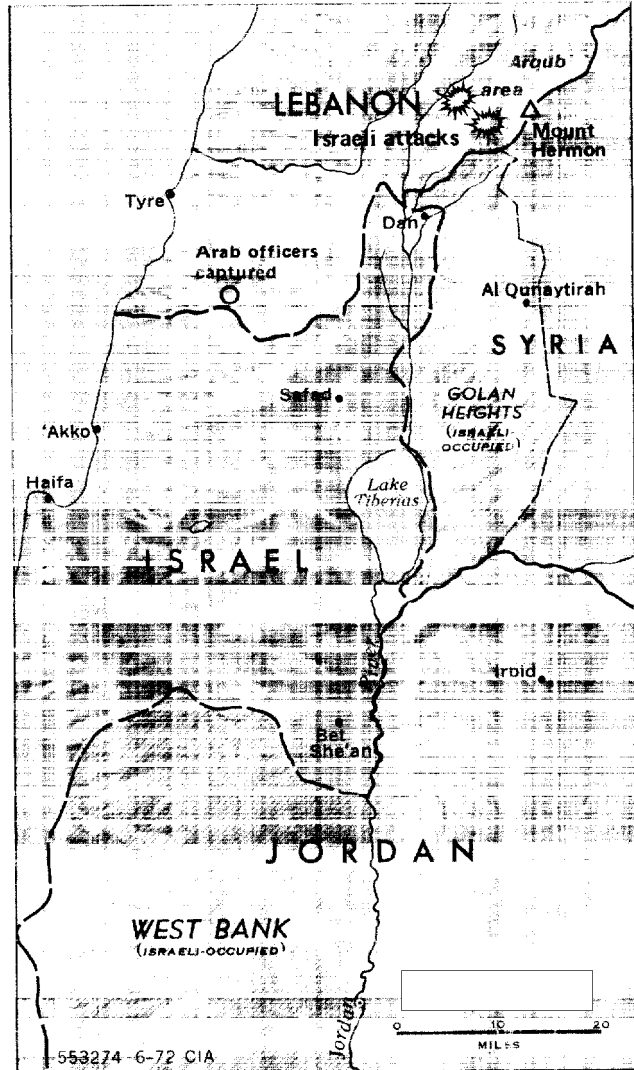 Arqub
area
LEBANON
Israeli attacks
Mount
Hermon
Tyre
Dan
Arab officers
captured
Al Qunaytirah
SYRIA
Safad
GOLAN
HEIGHTS
(ISRAELI-
OCCUPIED)
'Akko
Haifa
Lake
Tiberias
ISRAEL
River
Irbid
Bet
She'an
JORDAN
WEST BANK
(ISRAELI-OCCUPIED)
Jordan
0 10 20
MILES
553274 6-72 CIA